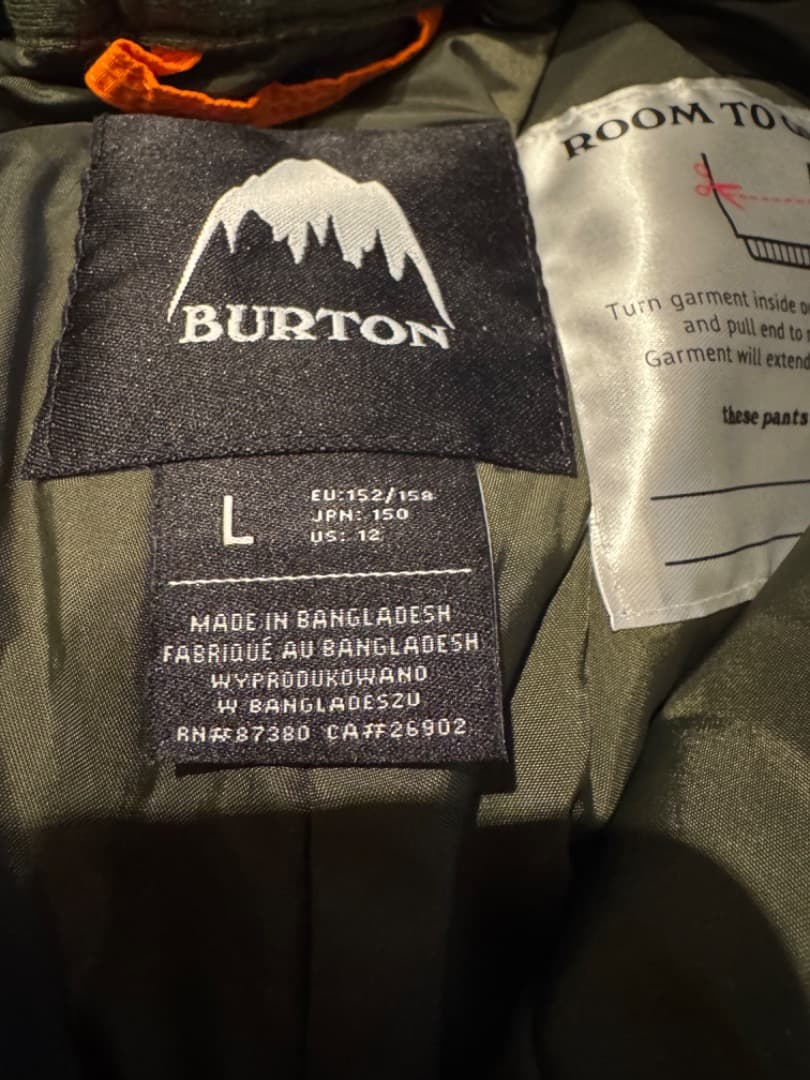 BURTON
L
EU:152/158
JPN: 150
US: 12
MADE IN BANGLADESH
FABRIQUÉ AU BANGLADESH
WYPRODUKOWANO
W BANGLADESZU
RN#87380 CA#26902
ROOM TO
Turn garment inside
and pull end to
Garment will extend
these pants